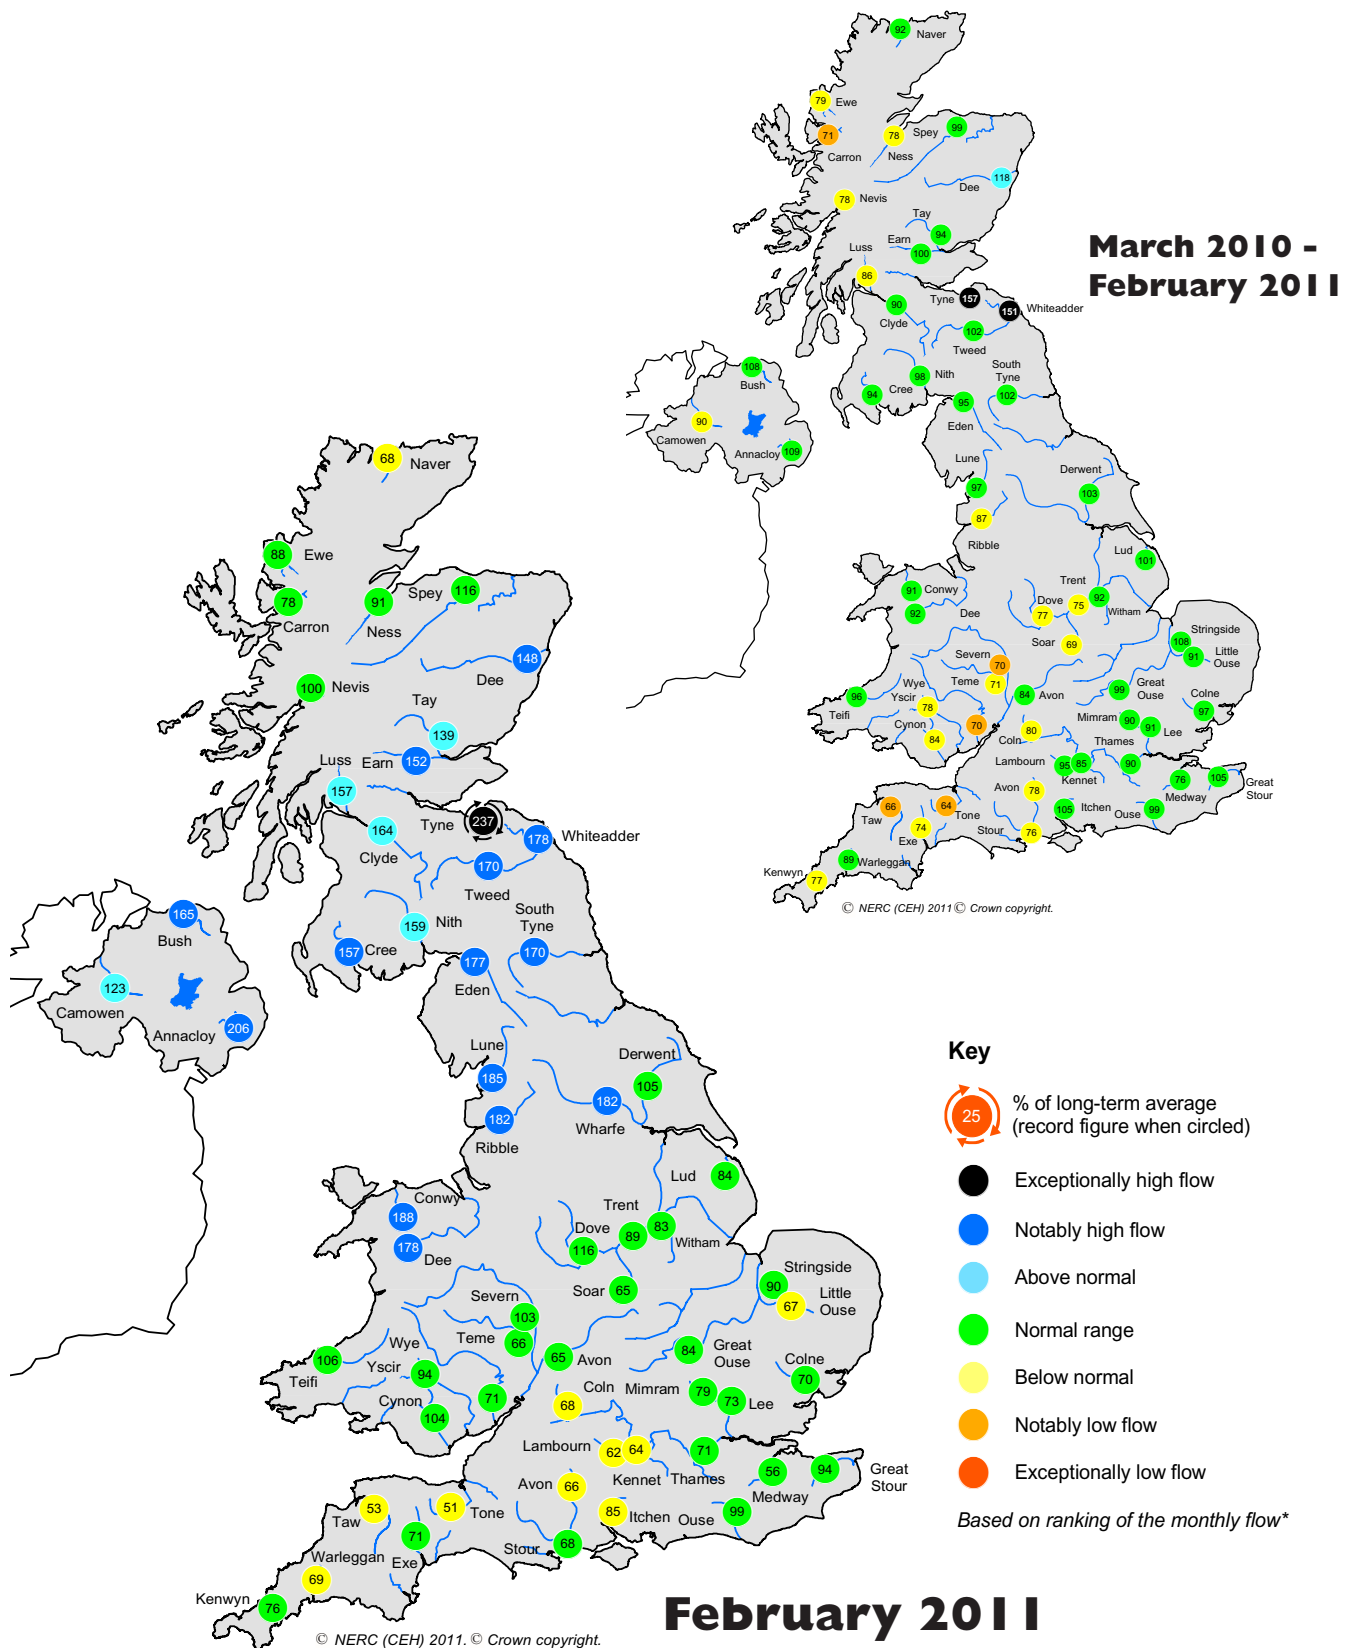 92 Naver
79 Ewe
71
Carron
78
Ness
Spey 99
Dee 118
78 Nevis
Tay
94
Earn
100
Luss
86
March 2010 -
February 2011
Tyne 157
151 Whiteadder
90
Clyde
102
Tweed
98 Nith
94 Cree
South
Tyne
102
95
Eden
108
Bush
90
Camowen
Annacloy 109
Lune
97
Derwent
103
87
Ribble
Lud
101
91 Conwy
92 Dee
Trent
92
Witham
Dove 75
77
Soar
69
Stringside
108
91 Little
Ouse
Severn
70
Teme 71
Wye
Yscir
78
Cynon
84
70
96
Teifi
84 Avon
99 Great
Ouse
Colne
97
Mimram 90
91 Lee
80
Coln
Thames
90
Lambourn 95 85
Kennet
76
Medway
105 Great
Stour
Avon 78
105 Itchen
99
Ouse
66
Taw
64
Tone
74
Exe
Stour 76
89
Warleggan
Kenwyn
77
© NERC (CEH) 2011 © Crown copyright.
68 Naver
88 Ewe
78
Carron
91
Ness
Spey 116
148
Dee
100 Nevis
Tay
139
Earn 152
Luss
157
164
Clyde
Tyne 237
178 Whiteadder
170
Tweed
159 Nith
157 Cree
South
Tyne
170
177
Eden
165
Bush
123
Camowen
Annacloy 206
Lune
185
Derwent
105
182
Wharfe
182
Ribble
Lud 84
Conwy
188
178
Dee
Trent
83
89
Witham
Dove
116
Soar 65
Stringside
90
67 Little
Ouse
Severn
103
Teme 66
Wye
Yscir 94
Cynon
104
71
106
Teifi
65 Avon
84 Great
Ouse
Colne
70
Mimram 79
73 Lee
Coln
68
Lambourn 62 64
Kennet
71
Thames
56
Medway
94 Great
Stour
Avon 66
85 Itchen
99
Ouse
53
Taw
51 Tone
71
Exe
Stour 68
Warleggan
69
Kenwyn
76
Key
25 % of long-term average
(record figure when circled)
Exceptionally high flow
Notably high flow
Above normal
Normal range
Below normal
Notably low flow
Exceptionally low flow
Based on ranking of the monthly flow*
February 2011
© NERC (CEH) 2011. © Crown copyright.